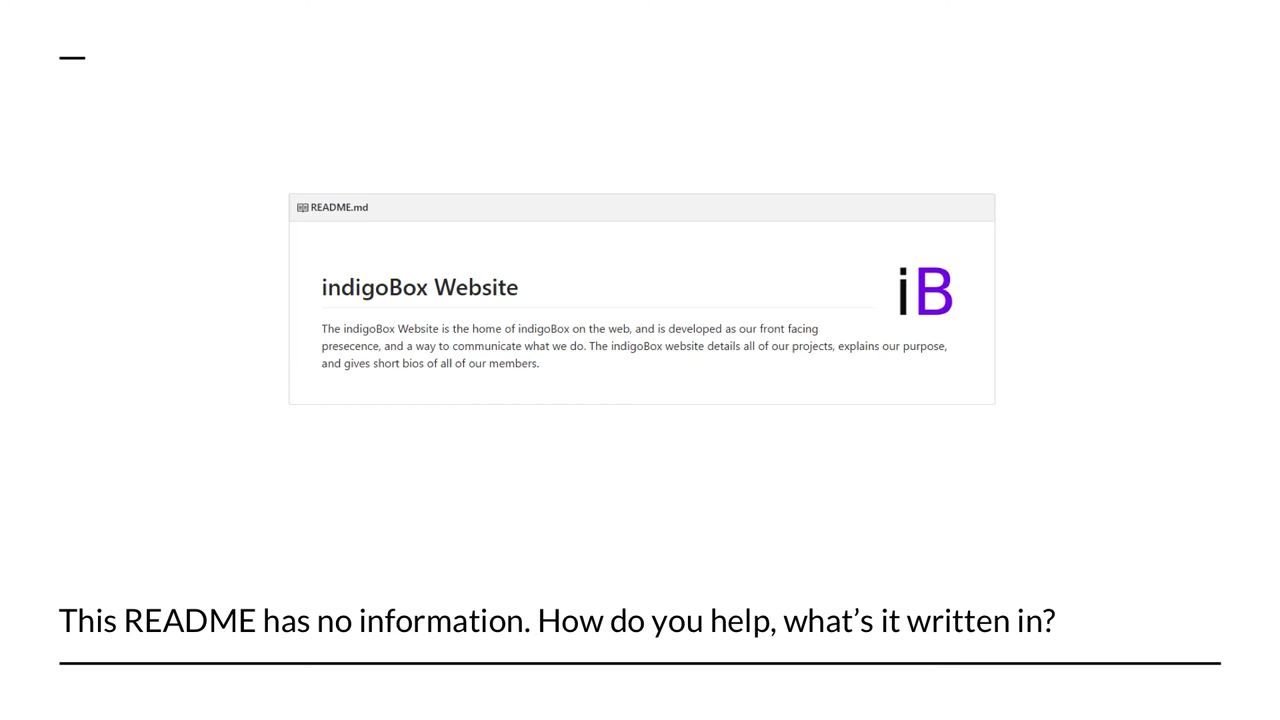 README.md
indigoBox Website
iB
The indigoBox Website is the home of indigoBox on the web, and is developed as our front facing
presecence, and a way to communicate what we do. The indigoBox website details all of our projects, explains our purpose,
and gives short bios of all of our members.
This README has no information. How do you help, what’s it written in?